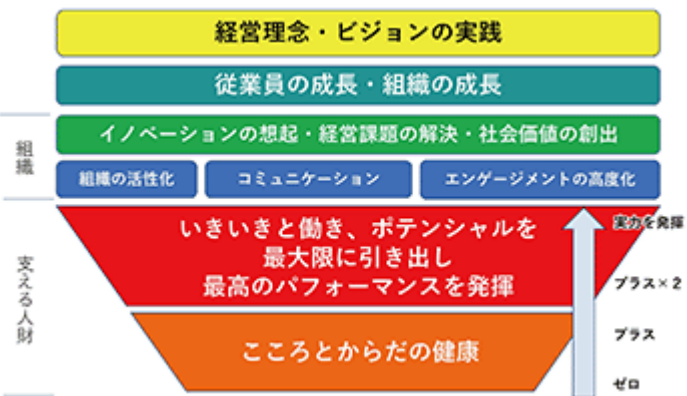 経営理念・ビジョンの実践
従業員の成長・組織の成長
イノベーションの想起・経営課題の解決・社会価値の創出
組織
組織の活性化
コミュニケーション
エンゲージメントの高度化
いきいきと働き、ポテンシャルを
最大限に引き出し
最高のパフォーマンスを発揮
実力を発揮
支える人財
プラス×2
プラス
こころとからだの健康
ゼロ